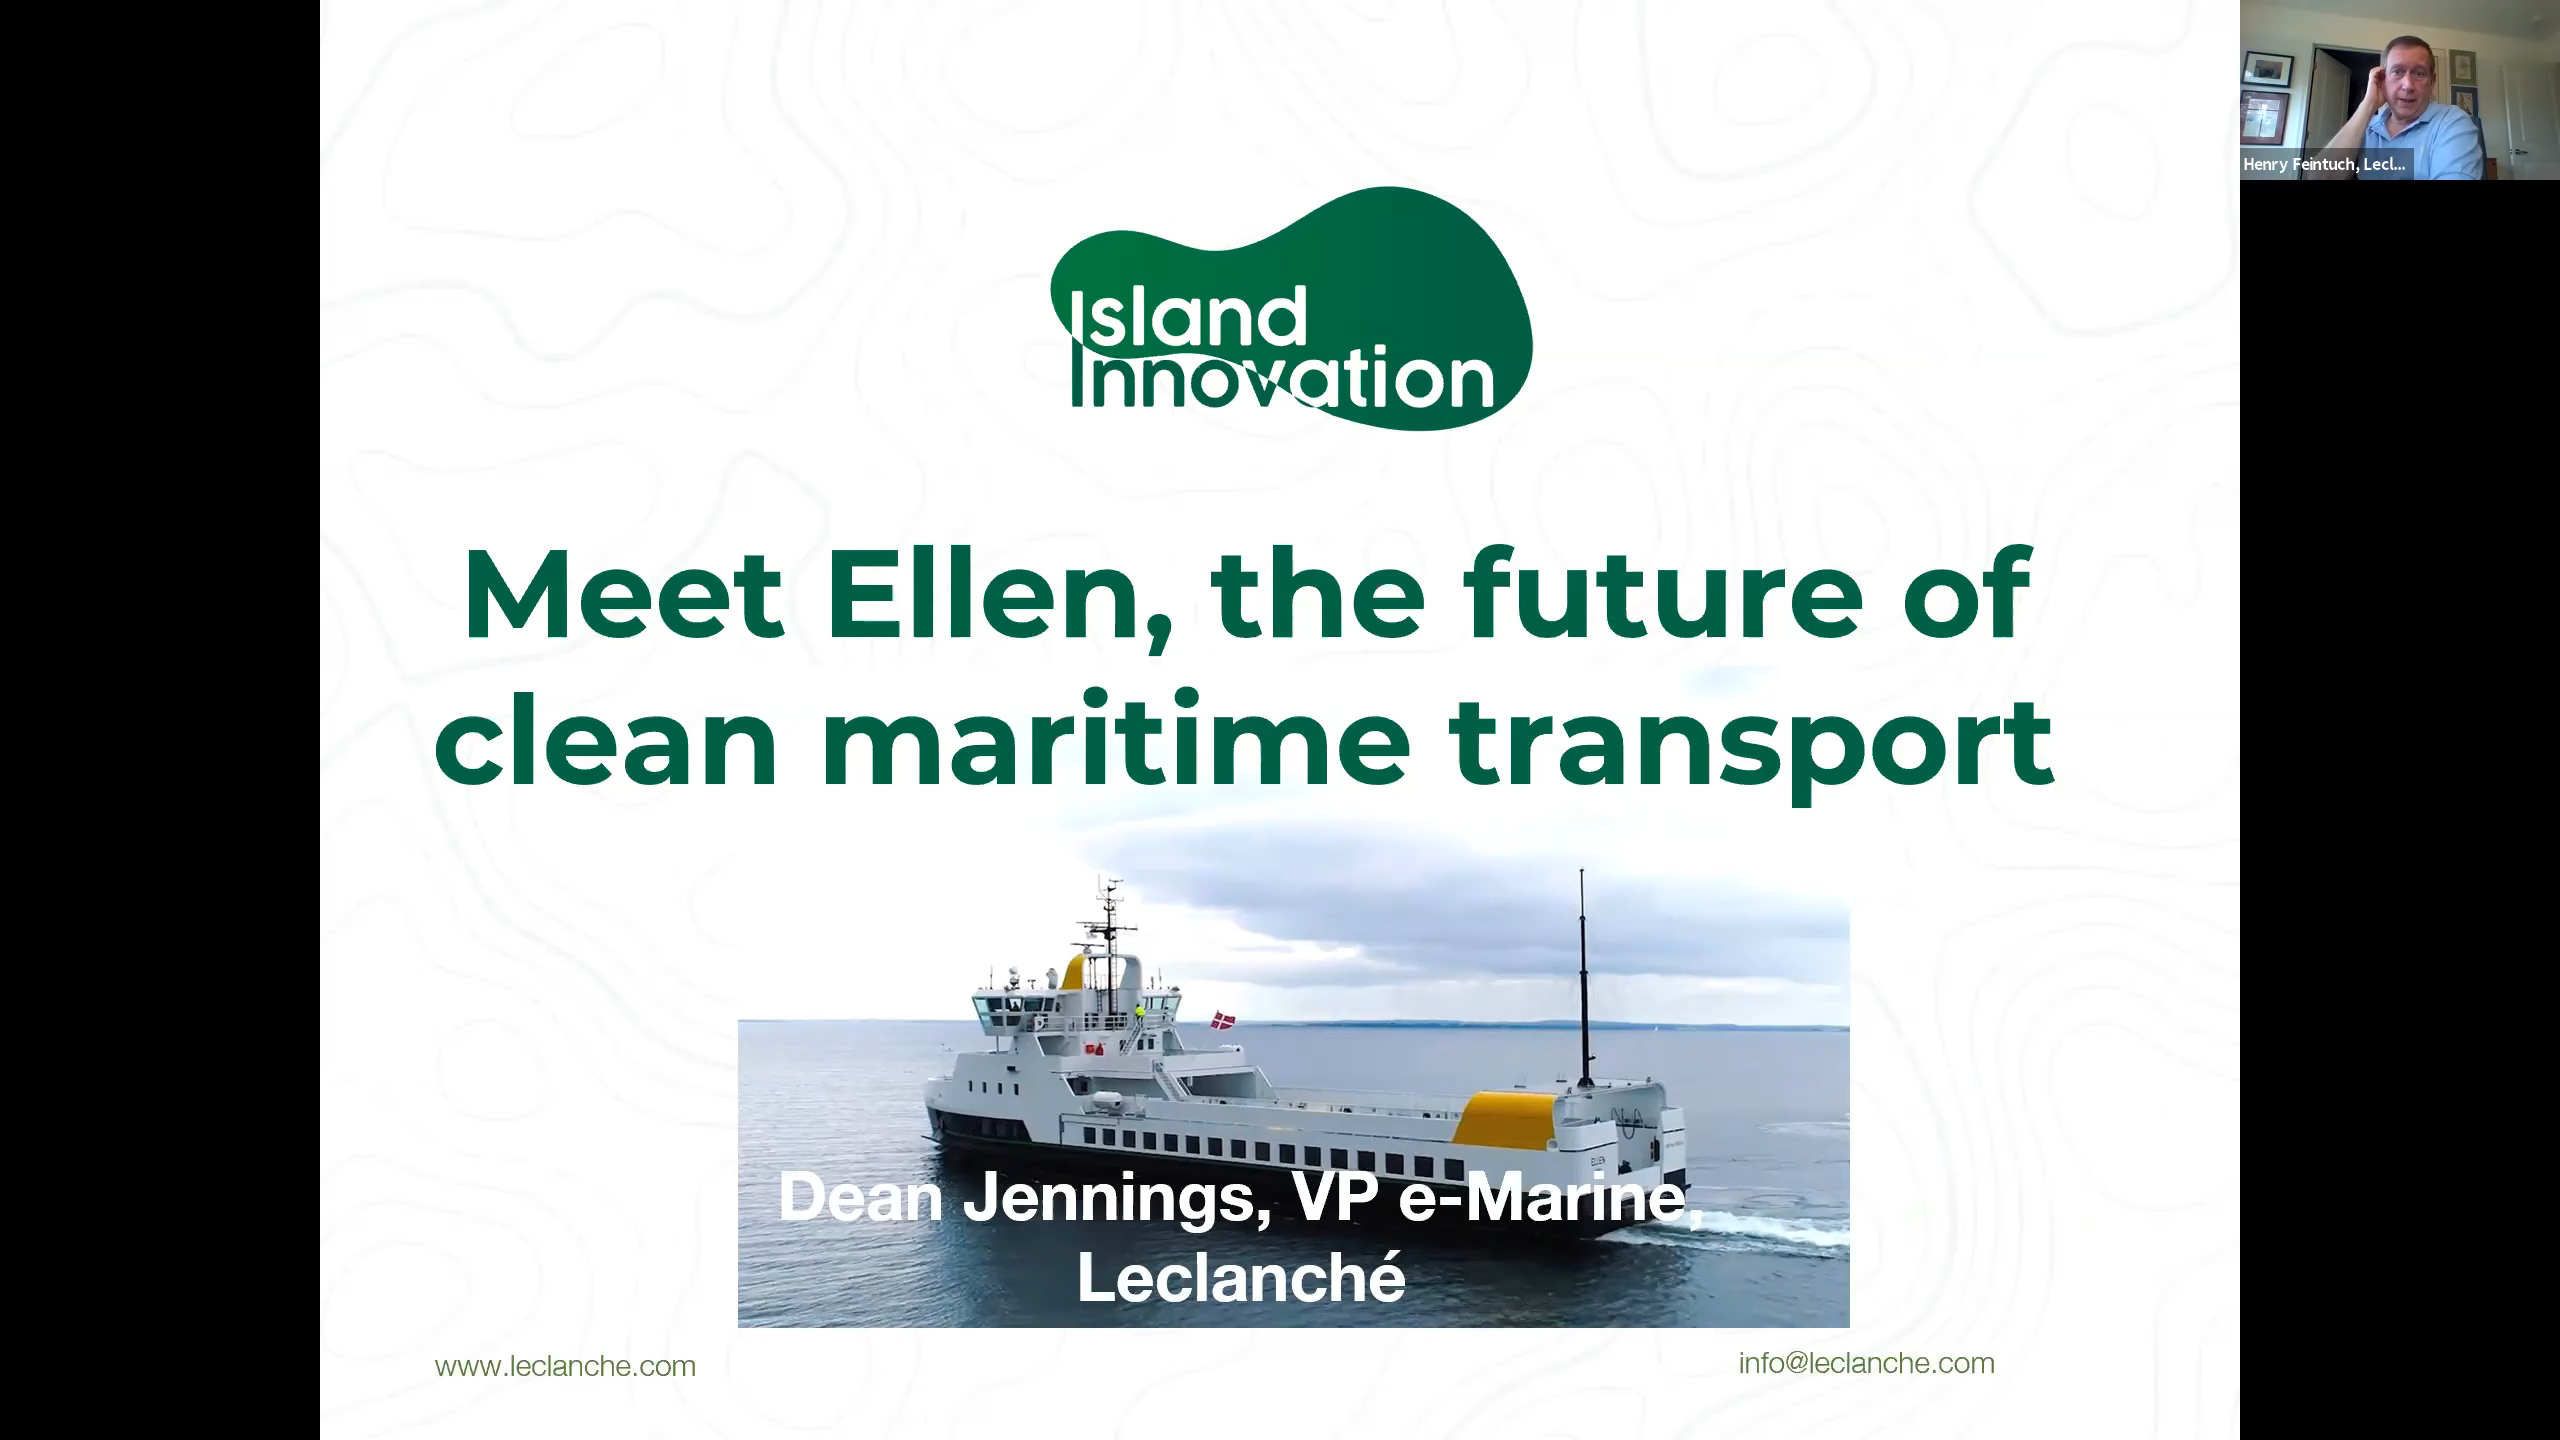 Henry Feintuch, Lecl...
Island
Innovation
Meet Ellen, the future of
clean maritime transport
ELLEN
Dean Jennings, VP e-Marine,
Leclanché
www.leclanche.com
info@leclanche.com